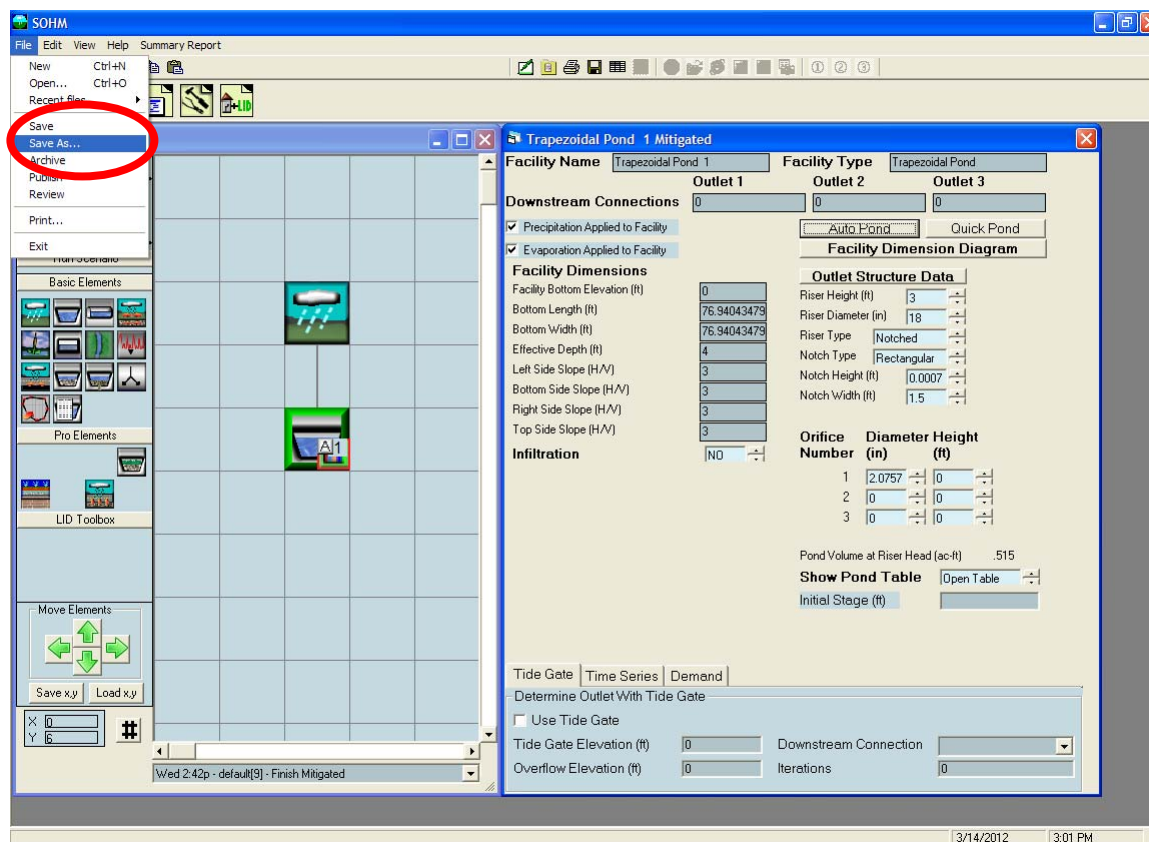 SOHM
File Edit View Help Summary Report
New Ctrl+N
Open... Ctrl+O
Recent files
Save
Save As...
Archive
Publish
Review
Print...
Exit
Run Scenario
Basic Elements
Pro Elements
LID Toolbox
Move Elements
Save x,y Load x,y
X 0
Y 6
#
+LID
A 1
Wed 2:42p - default[9] - Finish Mitigated
Trapezoidal Pond 1 Mitigated
Facility Name Trapezoidal Pond 1 Facility Type Trapezoidal Pond
Outlet 1 Outlet 2 Outlet 3
Downstream Connections 0 0 0
Precipitation Applied to Facility Auto Pond Quick Pond
Evaporation Applied to Facility Facility Dimension Diagram
Facility Dimensions
Facility Bottom Elevation (ft) 0
Bottom Length (ft) 76.94043479
Bottom Width (ft) 76.94043479
Effective Depth (ft) 4
Left Side Slope (H/V) 3
Bottom Side Slope (H/V) 3
Right Side Slope (H/V) 3
Top Side Slope (H/V) 3
Infiltration NO
Outlet Structure Data
Riser Height (ft) 3
Riser Diameter (in) 18
Riser Type Notched
Notch Type Rectangular
Notch Height (ft) 0.0007
Notch Width (ft) 1.5
Orifice Diameter Height
Number (in) (ft)
1 2.0757 0
2 0 0
3 0 0
Pond Volume at Riser Head (ac-ft) .515
Show Pond Table Open Table
Initial Stage (ft)
Tide Gate Time Series Demand
Determine Outlet With Tide Gate
Use Tide Gate
Tide Gate Elevation (ft) 0 Downstream Connection
Overflow Elevation (ft) 0 Iterations 0
3/14/2012 3:01 PM